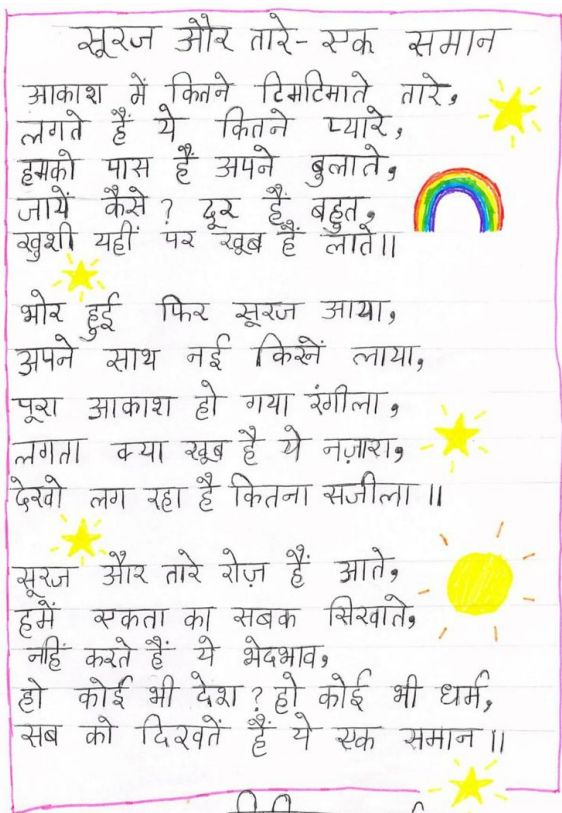 सूरज और तारे - एक समान
आकाश में कितने टिमटिमाते तारे,
लगते हैं ये कितने प्यारे,
हमको पास हैं अपने बुलाते,
जायें कैसे? दूर हैं बहुत,
खुशी यहीं पर खूब हैं लाते॥
भोर हुई फिर सूरज आया,
अपने साथ नई किरनें लाया,
पूरा आकाश हो गया रंगीला,
लगता क्या खूब है ये नज़ारा,
देखो लग रहा है कितना सजीला॥
सूरज और तारे रोज़ हैं आते,
हमें एकता का सबक सिखाते,
नहिं करते हैं ये भेदभाव,
हो कोई भी देश? हो कोई भी धर्म,
सब को दिखतें हैं ये एक समान॥